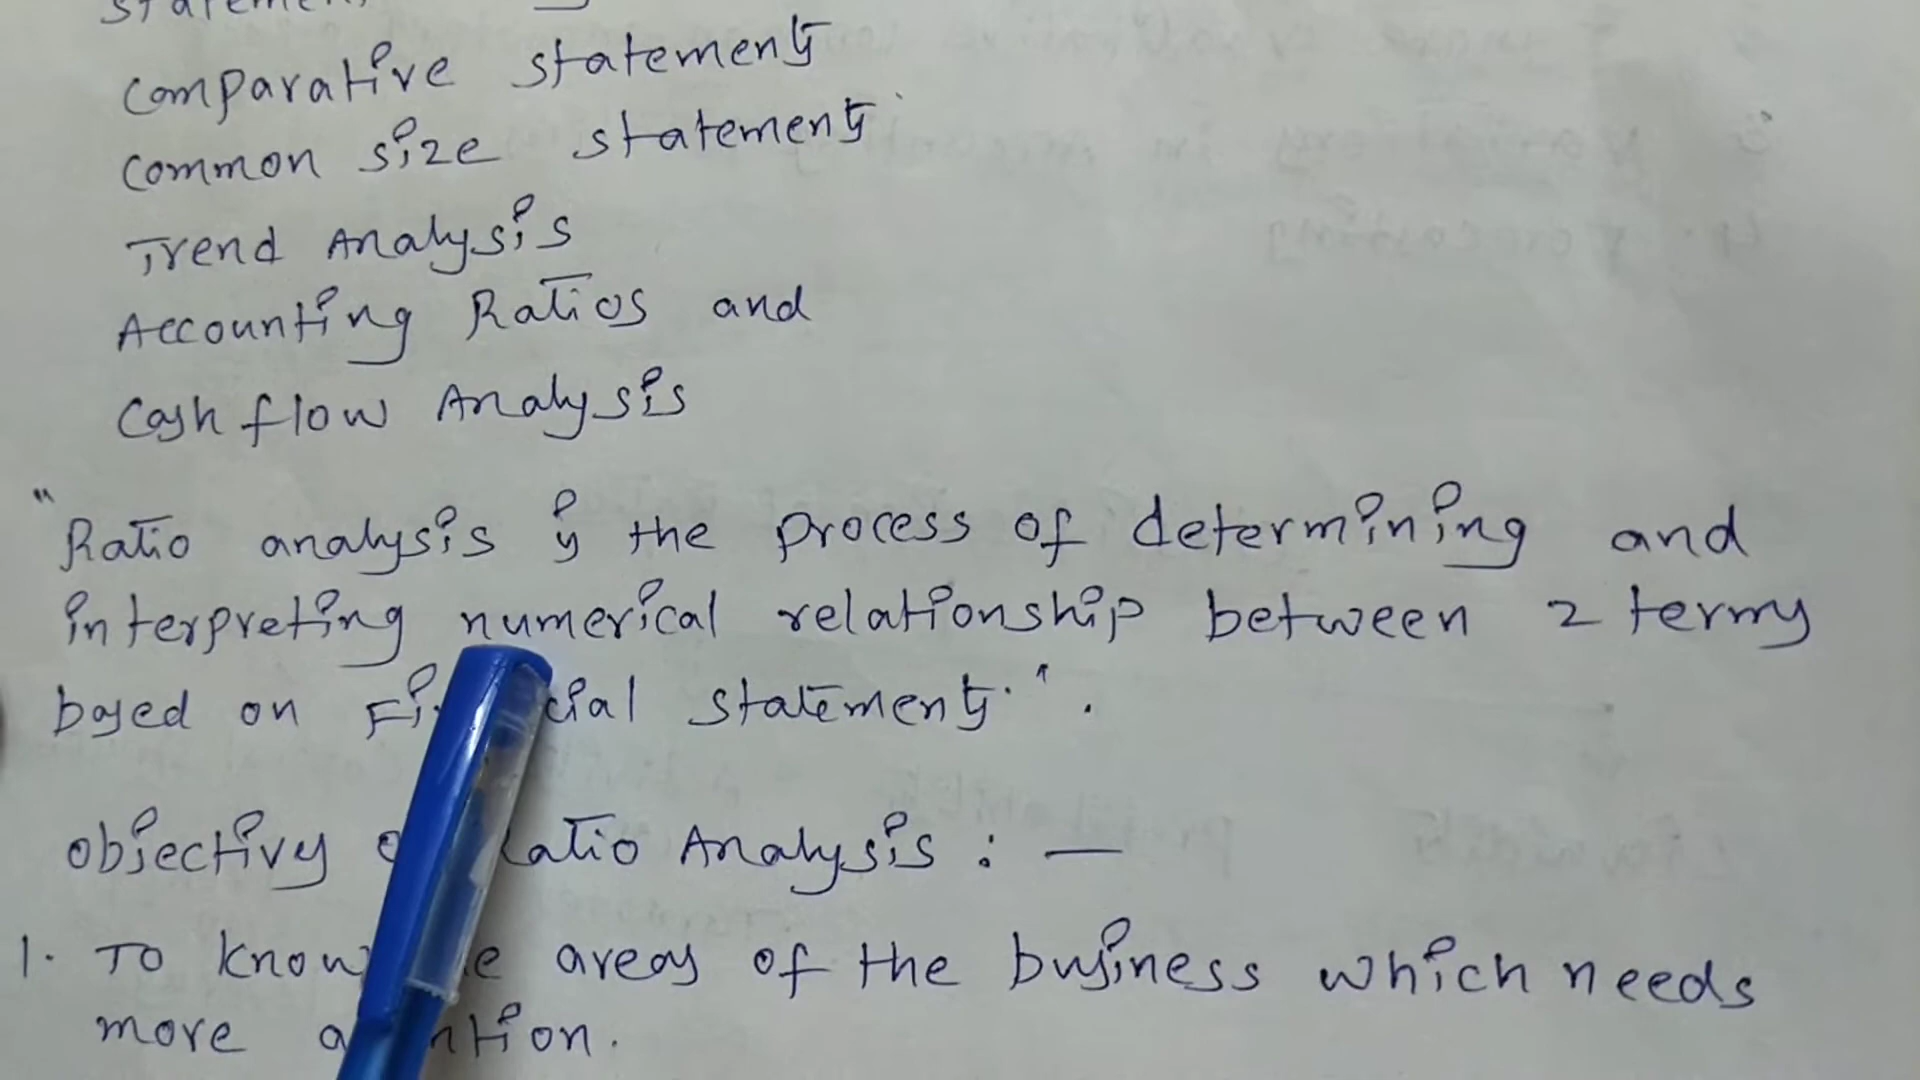 Comparative statements
Common size statements
Trend Analysis
Accounting Ratios and
Cash flow Analysis
"Ratio analysis is the process of determining and
interpreting numerical relationship between 2 terms
based on statements".
objectives Ratio Analysis : —
1. To know areas of the business which needs
more